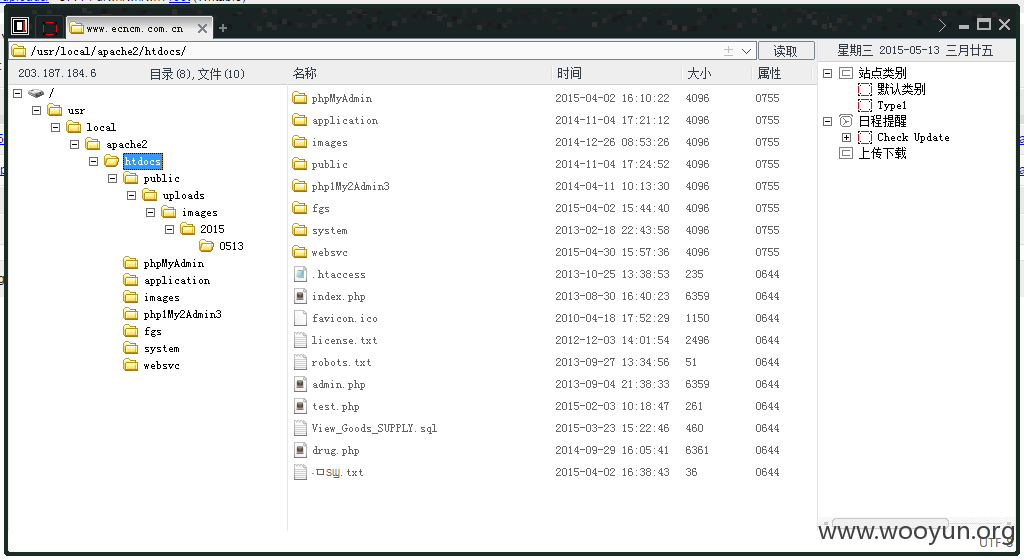 www.ecncm.com.cn
/usr/local/apache2/htdocs/
读取
星期三 2015-05-13 三月廿五
203.187.184.6 目录(8),文件(10)
名称 时间 大小 属性
/
usr
local
apache2
htdocs
public
uploads
images
2015
0513
phpMyAdmin
application
images
php1My2Admin3
fgs
system
websvc
phpMyAdmin 2015-04-02 16:10:22 4096 0755
application 2014-11-04 17:21:12 4096 0755
images 2014-12-26 08:53:26 4096 0755
public 2014-11-04 17:24:52 4096 0755
php1My2Admin3 2014-04-11 10:13:30 4096 0755
fgs 2015-04-02 15:44:40 4096 0755
system 2013-02-18 22:43:58 4096 0755
websvc 2015-04-30 15:57:36 4096 0755
.htaccess 2013-10-25 13:38:53 235 0644
index.php 2013-08-30 16:40:23 6359 0644
favicon.ico 2010-04-18 17:52:29 1150 0644
license.txt 2012-12-03 14:01:54 2496 0644
robots.txt 2013-09-27 13:34:56 51 0644
admin.php 2013-09-04 21:38:33 6359 0644
test.php 2015-02-03 10:18:47 261 0644
View_Goods_SUPPLY.sql 2015-03-23 15:22:46 460 0644
drug.php 2014-09-29 16:05:41 6361 0644
.txt 2015-04-02 16:38:43 36 0644
站点类别
默认类别
Type1
日程提醒
Check Update
上传下载
www.wooyun.org
UTF-8